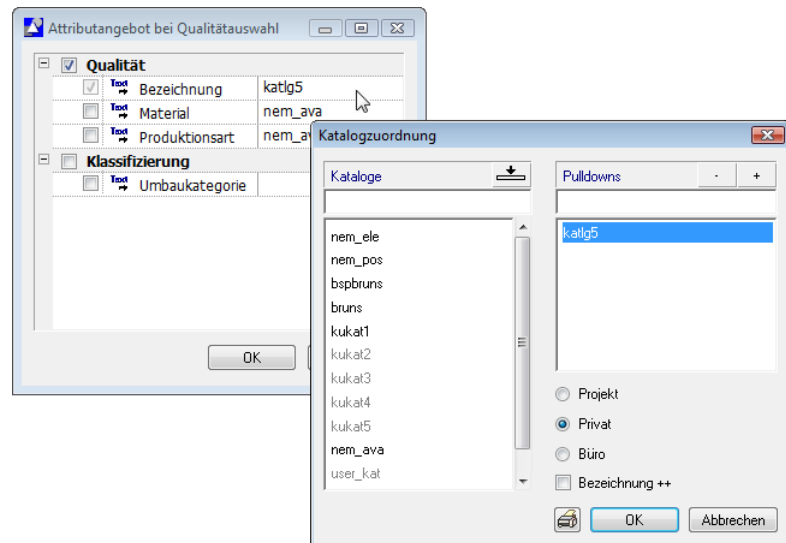 Attributangebot bei Qualitätauswahl
Qualität
Text Bezeichnung katlg5
Text Material nem_ava
Text Produktionsart
Klassifizierung
Text Umbaukategorie
OK
Katalogzuordnung
Kataloge
nem_ele
nem_pos
bspbruns
bruns
kukat1
kukat2
kukat3
kukat4
kukat5
nem_ava
user_kat
Pulldowns - +
katlg5
Projekt
Privat
Büro
Bezeichnung ++
OK Abbrechen